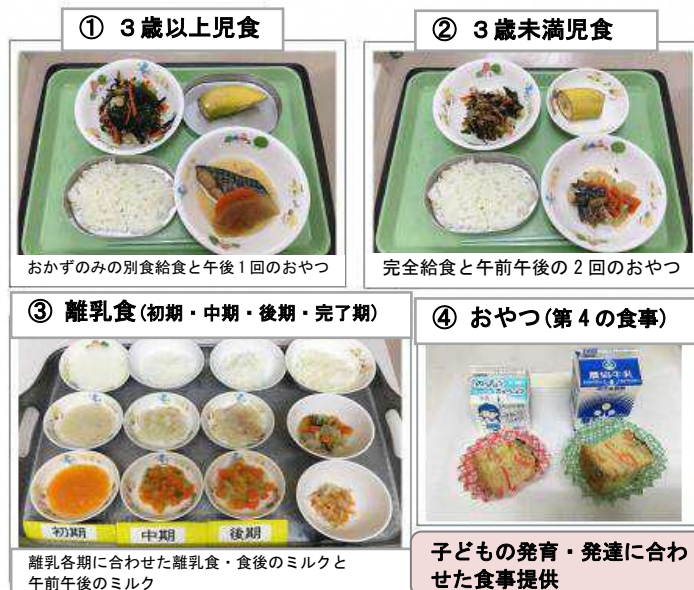 ① ３歳以上児食
② ３歳未満児食
おかずのみの別食給食と午後１回のおやつ
完全給食と午前午後の２回のおやつ
③ 離乳食(初期・中期・後期・完了期)
④ おやつ(第４の食事)
初期
中期
後期
離乳各期に合わせた離乳食・食後のミルクと
午前午後のミルク
子どもの発育・発達に合わ
せた食事提供